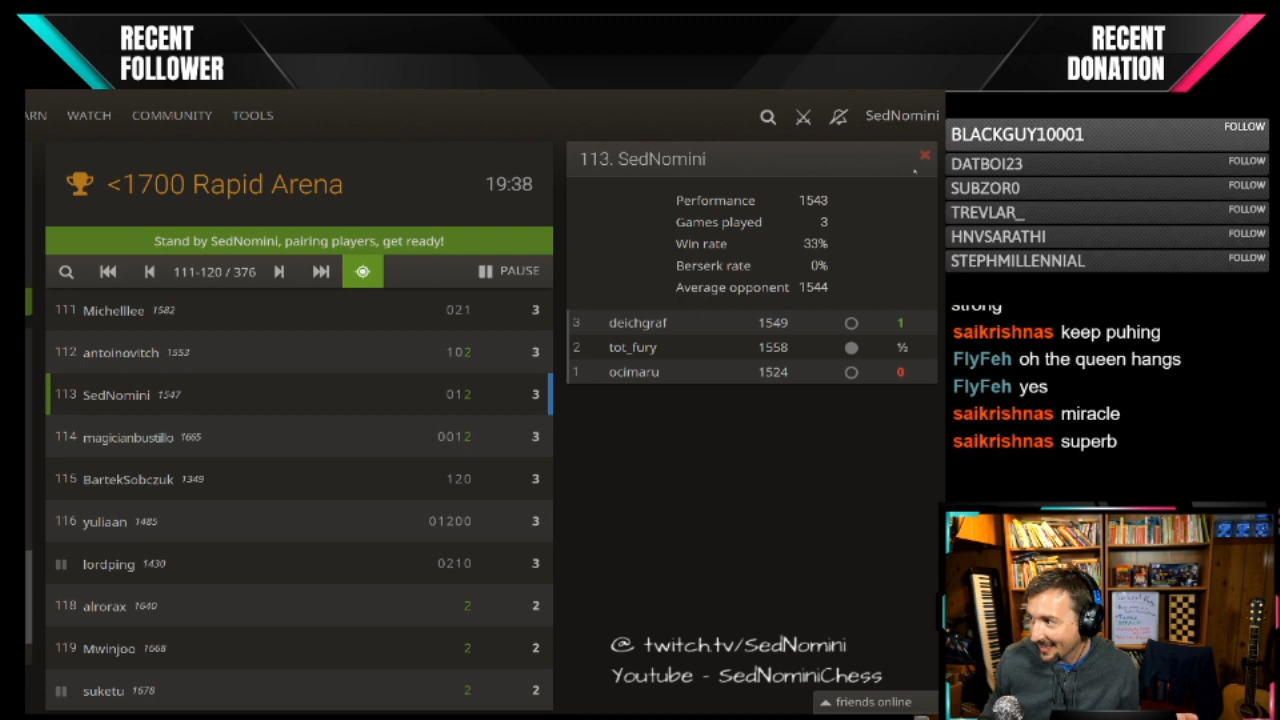 RECENT
FOLLOWER
RECENT
DONATION
ARN WATCH COMMUNITY TOOLS SedNomini
<1700 Rapid Arena 19:38
Stand by SedNomini, pairing players, get ready!
111-120 / 376 PAUSE
111 Michelllee 1582 021 3
112 antoinovitch 1553 102 3
113 SedNomini 1547 012 3
114 magicianbustillo 1665 0012 3
115 BartekSobczuk 1349 120 3
116 yuliaan 1485 01200 3
lordping 1430 0210 3
118 alrorax 1640 2 2
119 Mwinjoo 1668 2 2
suketu 1678 2 2
113. SedNomini
Performance 1543
Games played 3
Win rate 33%
Berserk rate 0%
Average opponent 1544
3 deichgraf 1549 1
2 tot_fury 1558 ½
1 ocimaru 1524 0
@ twitch.tv/SedNomini
Youtube - SedNominiChess
friends online
BLACKGUY10001 FOLLOW
DATBOI23 FOLLOW
SUBZOR0 FOLLOW
TREVLAR_ FOLLOW
HNVSARATHI FOLLOW
STEPHMILLENNIAL FOLLOW
strong
saikrishnas keep puhing
FlyFeh oh the queen hangs
FlyFeh yes
saikrishnas miracle
saikrishnas superb